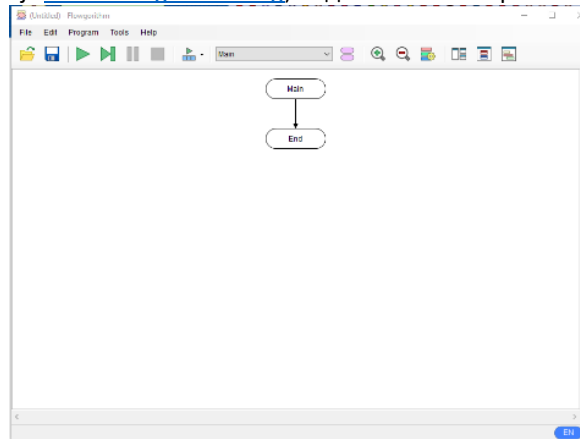 (Untitled) - Flowgorithm
File Edit Program Tools Help
Main
Main
End
EN